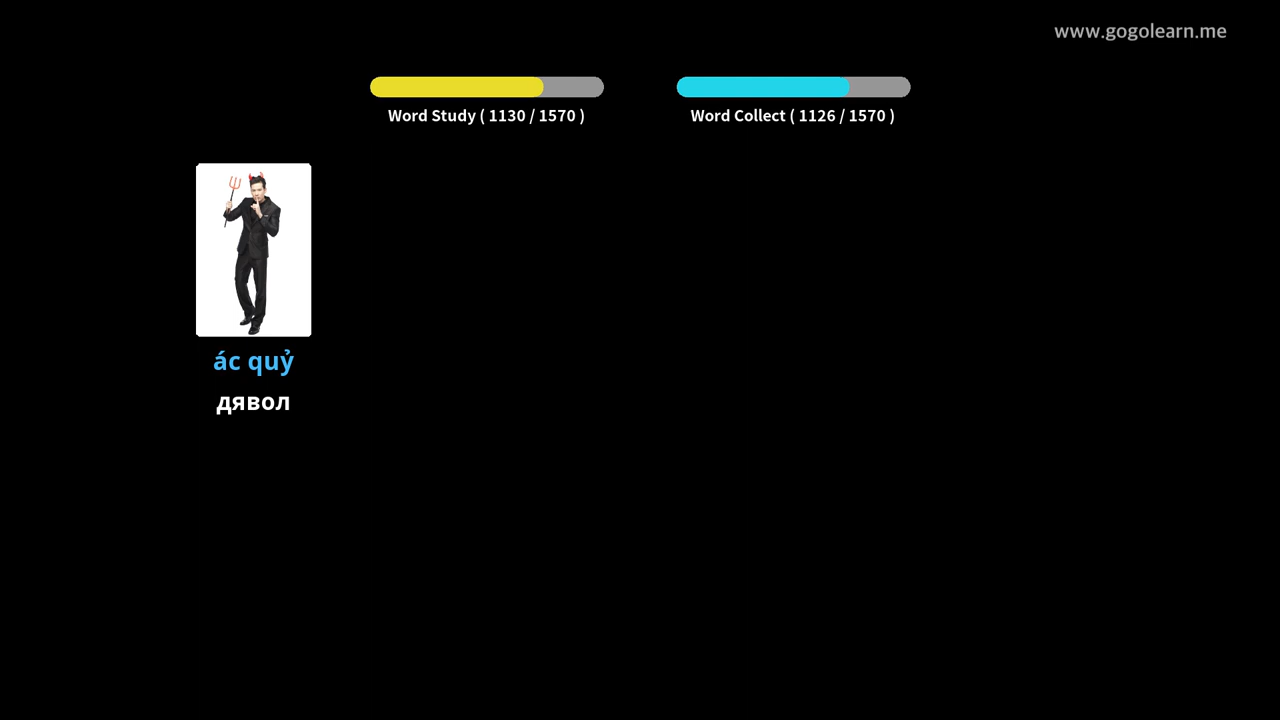 www.gogolearn.me
Word Study ( 1130 / 1570 )
Word Collect ( 1126 / 1570 )
ác quỷ
дявол